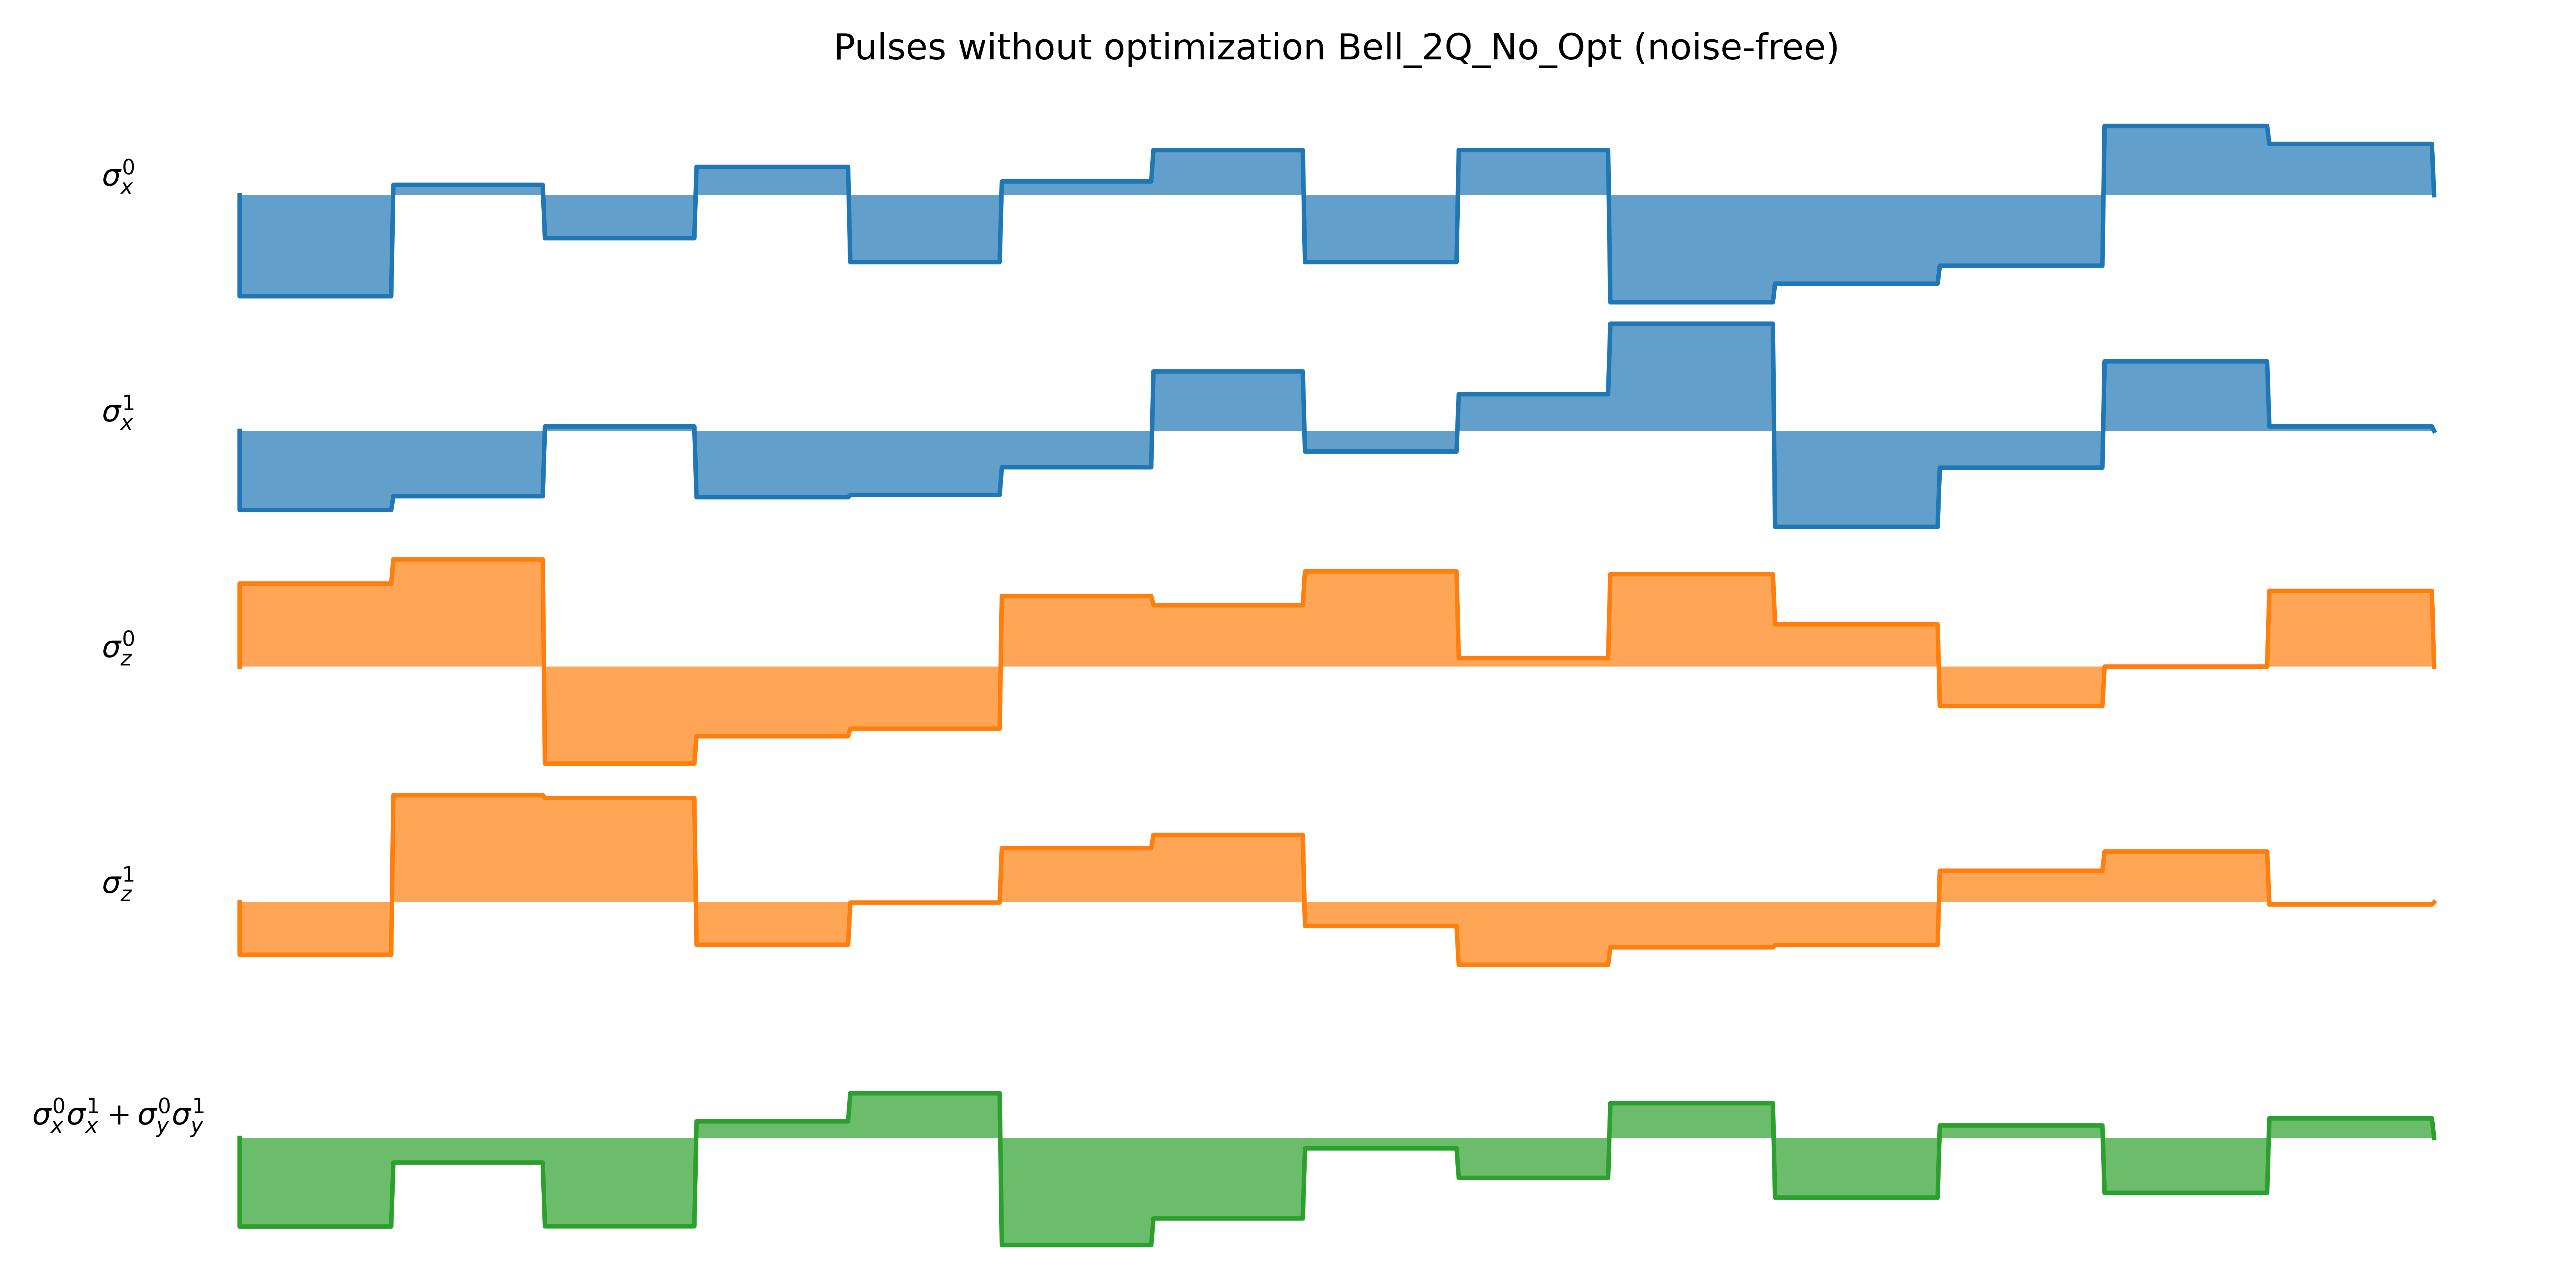 Pulses without optimization Bell_2Q_No_Opt (noise-free)
σ_x^0
σ_x^1
σ_z^0
σ_z^1
σ_x^0σ_x^1 + σ_y^0σ_y^1